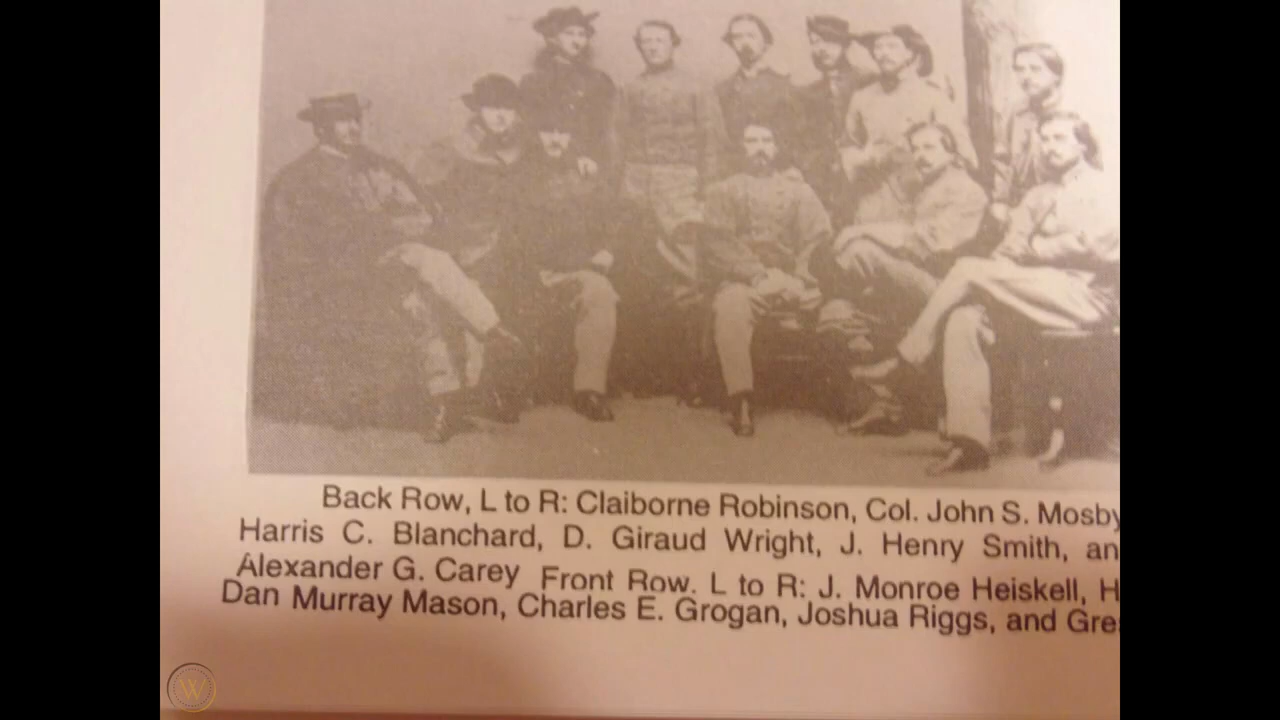 Back Row, L to R: Claiborne Robinson, Col. John S. Mosby
Harris C. Blanchard, D. Giraud Wright, J. Henry Smith, an
Alexander G. Carey Front Row, L to R: J. Monroe Heiskell, H
Dan Murray Mason, Charles E. Grogan, Joshua Riggs, and Gre
W